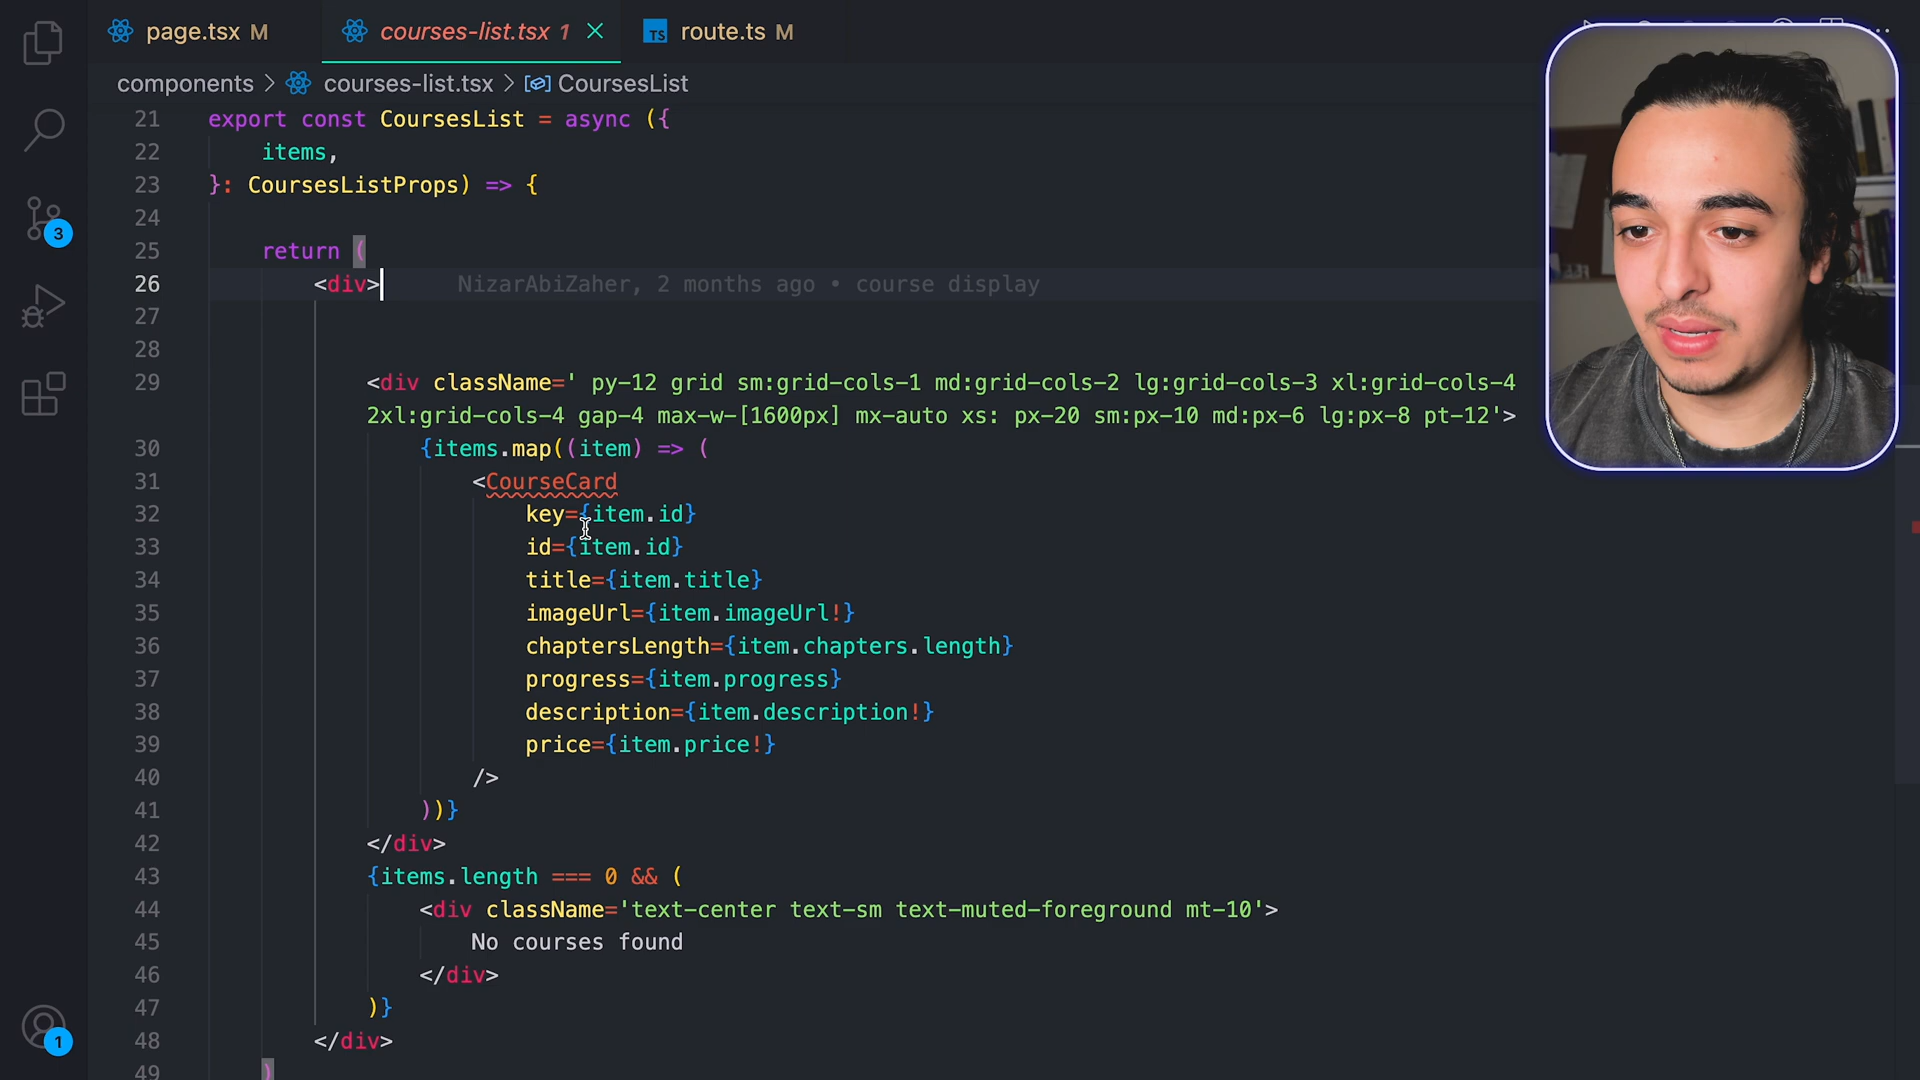 page.tsx M
courses-list.tsx 1
TS route.ts M
components > courses-list.tsx > CoursesList
21 export const CoursesList = async ({
22 items,
23 }: CoursesListProps) => {
24
25 return (
26 <div> NizarAbiZaher, 2 months ago • course display
27
28
29 <div className=' py-12 grid sm:grid-cols-1 md:grid-cols-2 lg:grid-cols-3 xl:grid-cols-4
2xl:grid-cols-4 gap-4 max-w-[1600px] mx-auto xs: px-20 sm:px-10 md:px-6 lg:px-8 pt-12'>
30 {items.map((item) => (
31 <CourseCard
32 key={item.id}
33 id={item.id}
34 title={item.title}
35 imageUrl={item.imageUrl!}
36 chaptersLength={item.chapters.length}
37 progress={item.progress}
38 description={item.description!}
39 price={item.price!}
40 />
41 ))}
42 </div>
43 {items.length === 0 && (
44 <div className='text-center text-sm text-muted-foreground mt-10'>
45 No courses found
46 </div>
47 )}
48 </div>
49 )
3
1